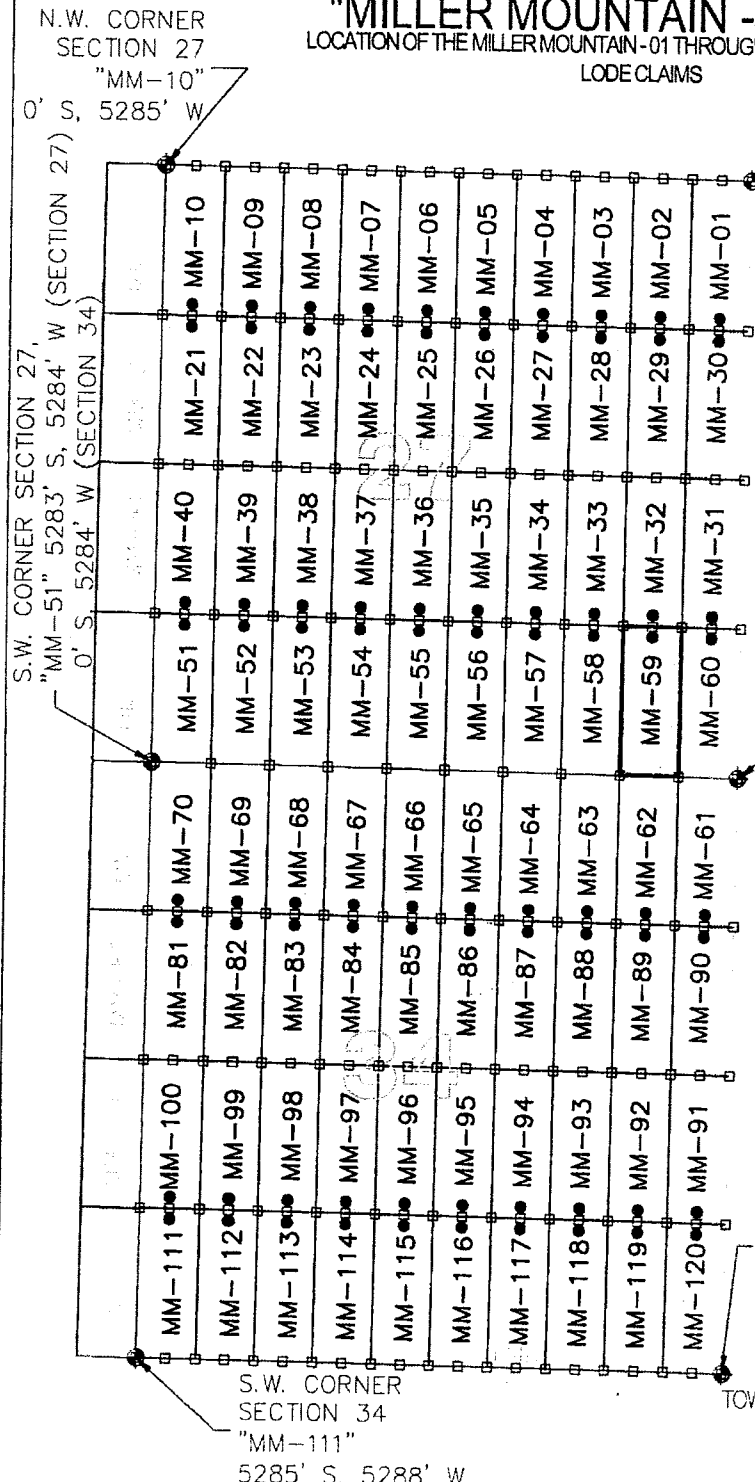 "MILLER MOUNTAIN -
LOCATION OF THE MILLER MOUNTAIN - 01 THROUG
LODE CLAIMS
N.W. CORNER
SECTION 27
"MM-10"
0' S, 5285' W
S.W. CORNER SECTION 27,
"MM-51" 5283' S, 5284' W (SECTION 27)
0' S 5284' W (SECTION 34)
MM-10 MM-09 MM-08 MM-07 MM-06 MM-05 MM-04 MM-03 MM-02 MM-01
MM-21 MM-22 MM-23 MM-24 MM-25 MM-26 MM-27 MM-28 MM-29 MM-30
27
MM-40 MM-39 MM-38 MM-37 MM-36 MM-35 MM-34 MM-33 MM-32 MM-31
MM-51 MM-52 MM-53 MM-54 MM-55 MM-56 MM-57 MM-58 MM-59 MM-60
MM-70 MM-69 MM-68 MM-67 MM-66 MM-65 MM-64 MM-63 MM-62 MM-61
MM-81 MM-82 MM-83 MM-84 MM-85 MM-86 MM-87 MM-88 MM-89 MM-90
34
MM-100 MM-99 MM-98 MM-97 MM-96 MM-95 MM-94 MM-93 MM-92 MM-91
MM-111 MM-112 MM-113 MM-114 MM-115 MM-116 MM-117 MM-118 MM-119 MM-120
S.W. CORNER
SECTION 34
"MM-111"
5285' S, 5288' W
TOW